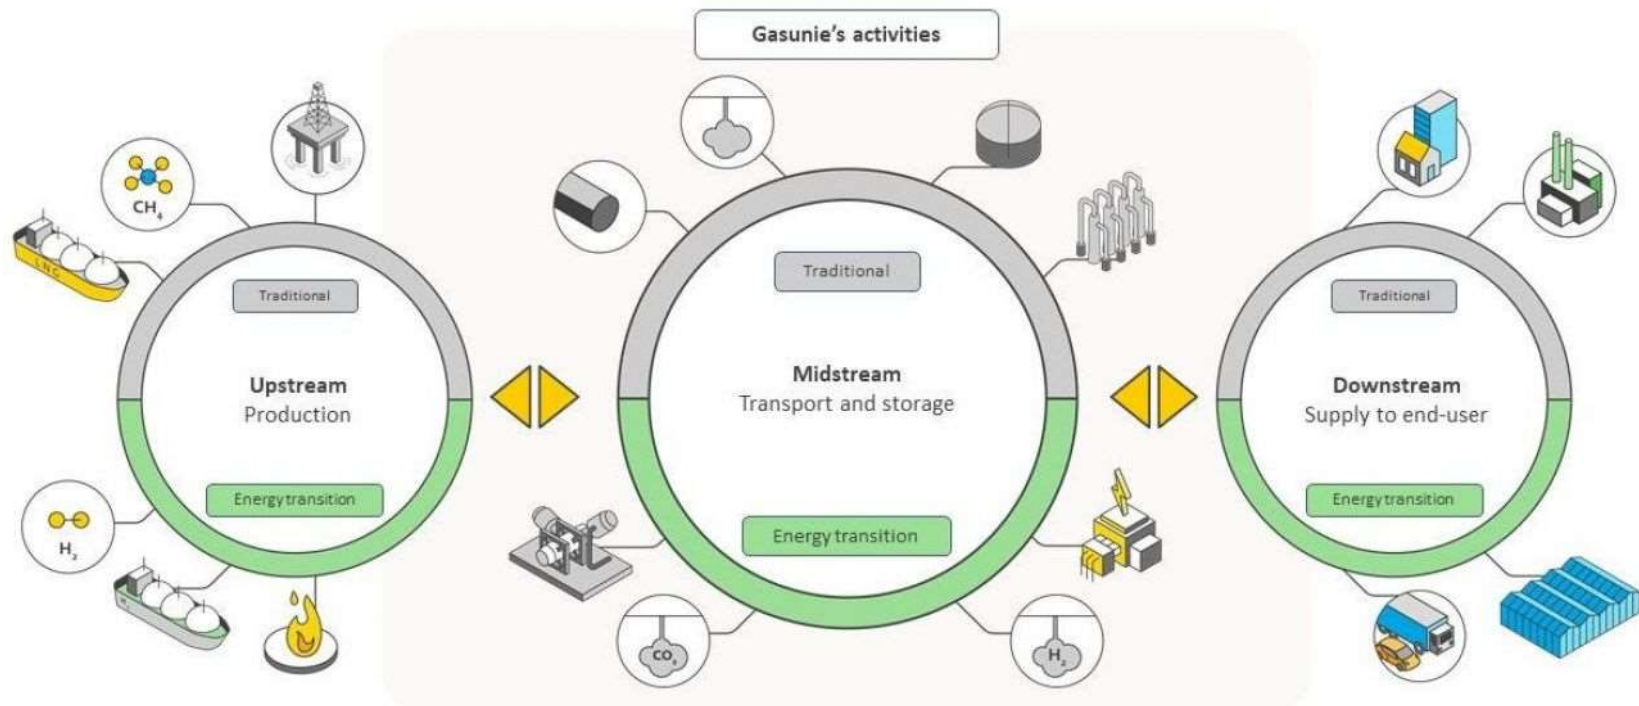 Gasunie's activities
CH₄
LNG
Traditional
Upstream
Production
Energy transition
H₂
Traditional
Midstream
Transport and storage
Energy transition
CO₂
H₂
Traditional
Downstream
Supply to end-user
Energy transition